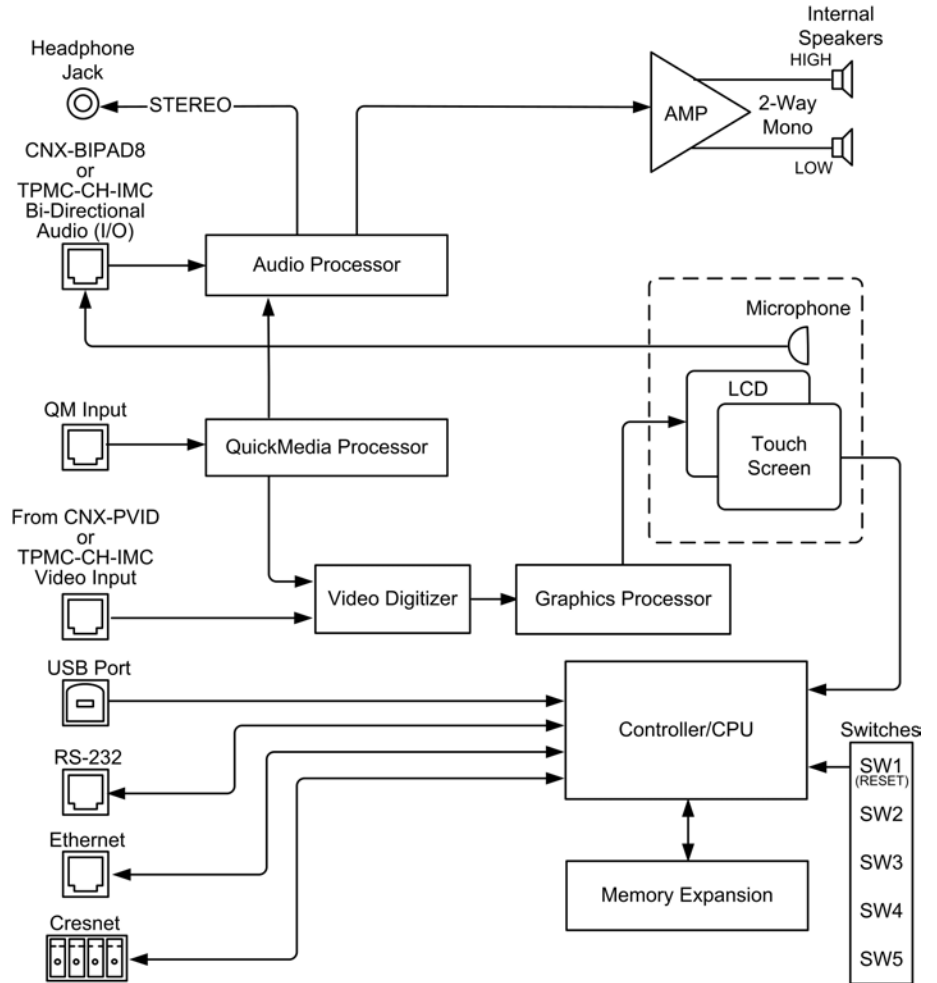 Internal
Speakers
HIGH
Headphone
Jack
STEREO
AMP
2-Way
Mono
LOW
CNX-BIPAD8
or
TPMC-CH-IMC
Bi-Directional
Audio (I/O)
Audio Processor
Microphone
LCD
Touch
Screen
QM Input
QuickMedia Processor
From CNX-PVID
or
TPMC-CH-IMC
Video Input
Video Digitizer
Graphics Processor
USB Port
Controller/CPU
Switches
RS-232
SW1
(RESET)
SW2
Ethernet
SW3
Memory Expansion
SW4
Cresnet
SW5